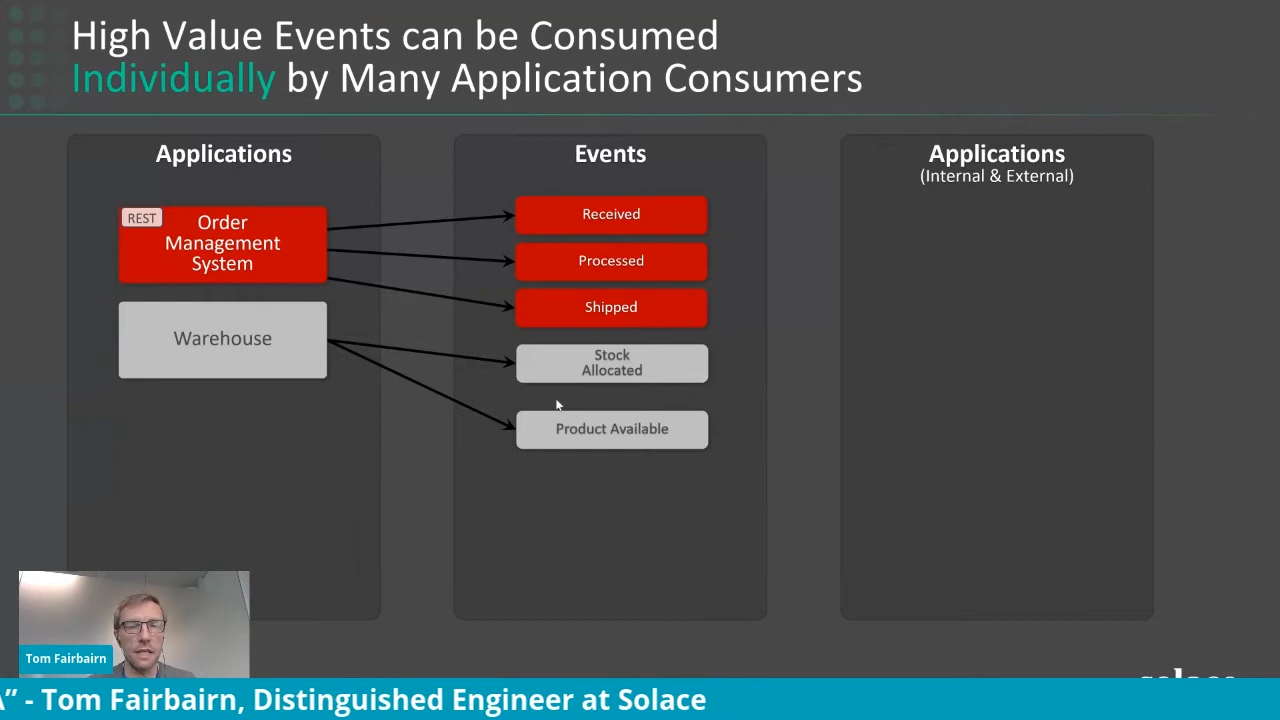 High Value Events can be Consumed
Individually by Many Application Consumers
Applications
REST
Order
Management
System
Warehouse
Events
Received
Processed
Shipped
Stock
Allocated
Product Available
Applications
(Internal & External)
Tom Fairbairn
solace
A” - Tom Fairbairn, Distinguished Engineer at Solace